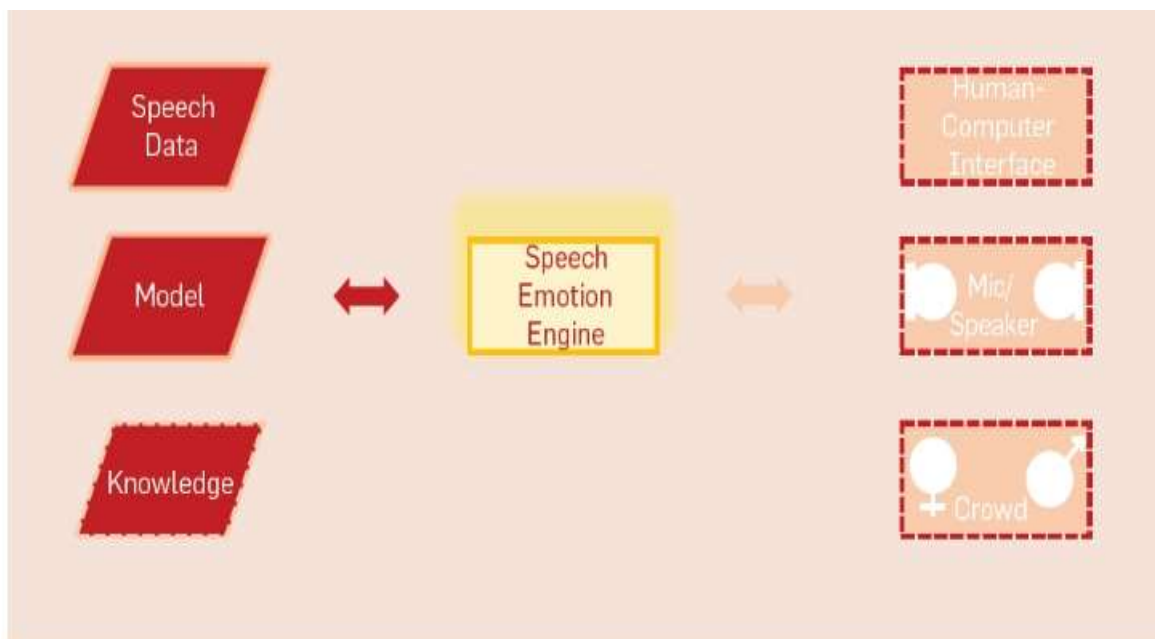 Speech
Data
Human-
Computer
Interface
Model
Speech
Emotion
Engine
Mic/
Speaker
Knowledge
Crowd